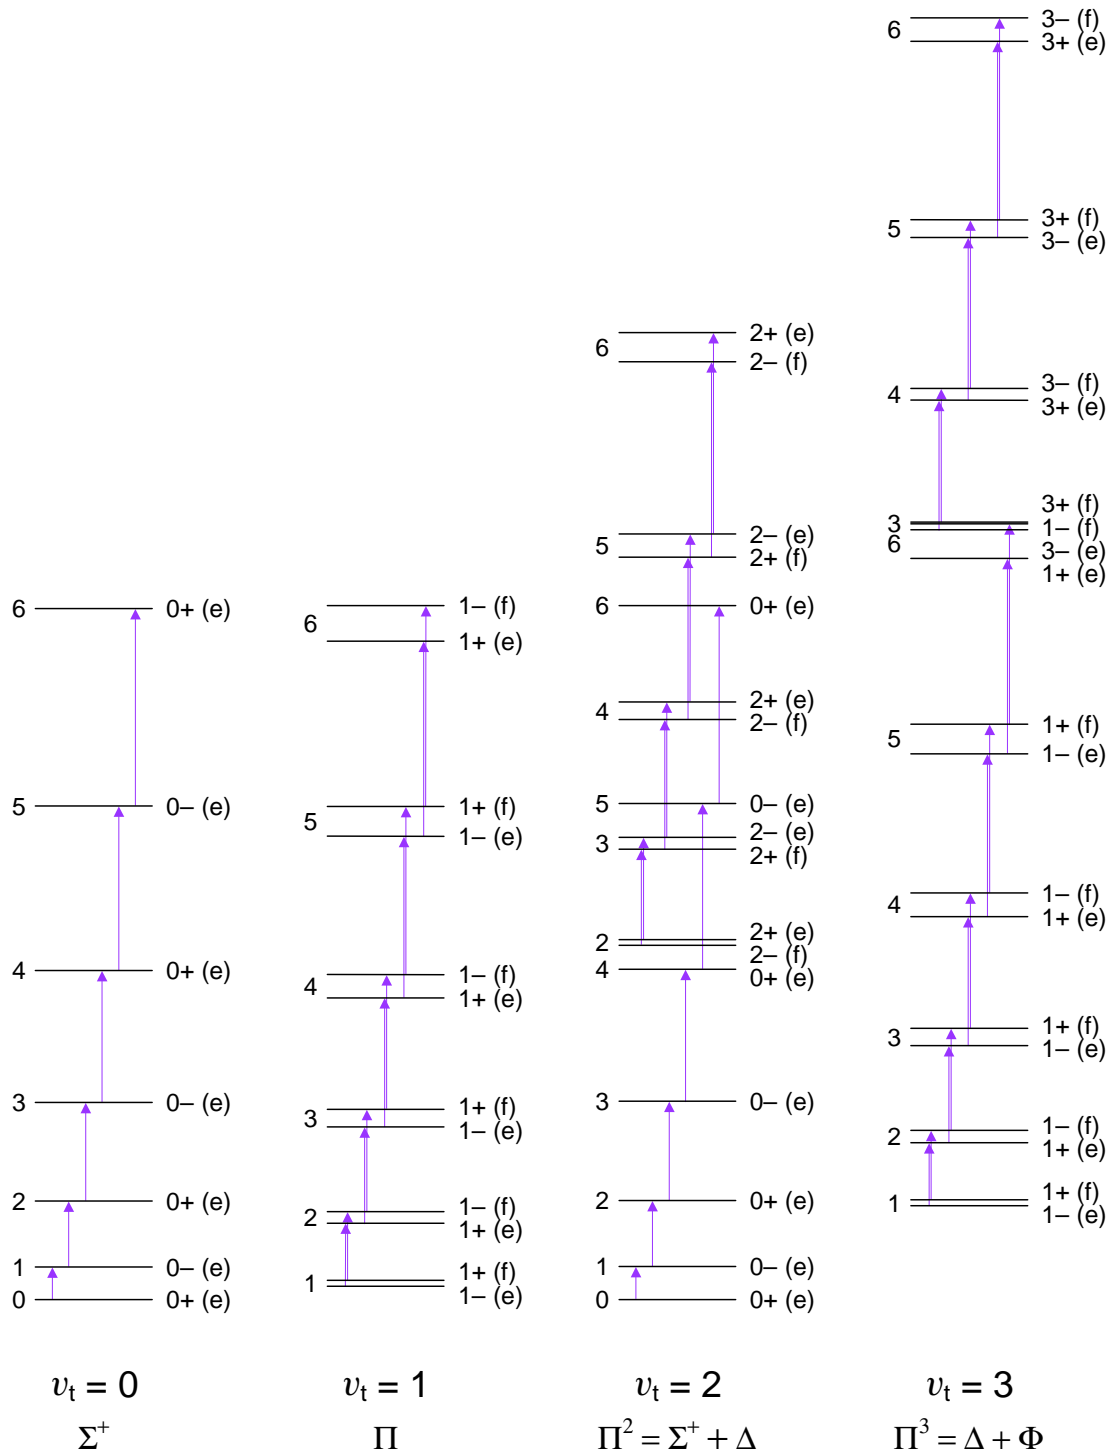 6 0+ (e)
5 0– (e)
4 0+ (e)
3 0– (e)
2 0+ (e)
1 0– (e)
0 0+ (e)
υt = 0
Σ+
6 1– (f)
1+ (e)
5 1+ (f)
1– (e)
4 1– (f)
1+ (e)
3 1+ (f)
1– (e)
2 1– (f)
1+ (e)
1 1+ (f)
1– (e)
υt = 1
Π
6 2+ (e)
2– (f)
5 2– (e)
2+ (f)
6 0+ (e)
4 2+ (e)
2– (f)
5 0– (e)
3 2– (e)
2+ (f)
2 2+ (e)
2– (f)
4 0+ (e)
3 0– (e)
2 0+ (e)
1 0– (e)
0 0+ (e)
υt = 2
Π2 = Σ+ + Δ
6 3– (f)
3+ (e)
5 3+ (f)
3– (e)
4 3– (f)
3+ (e)
3+ (f)
3 1– (f)
6 3– (e)
1+ (e)
5 1+ (f)
1– (e)
4 1– (f)
1+ (e)
3 1+ (f)
1– (e)
2 1– (f)
1+ (e)
1 1+ (f)
1– (e)
υt = 3
Π3 = Δ + Φ